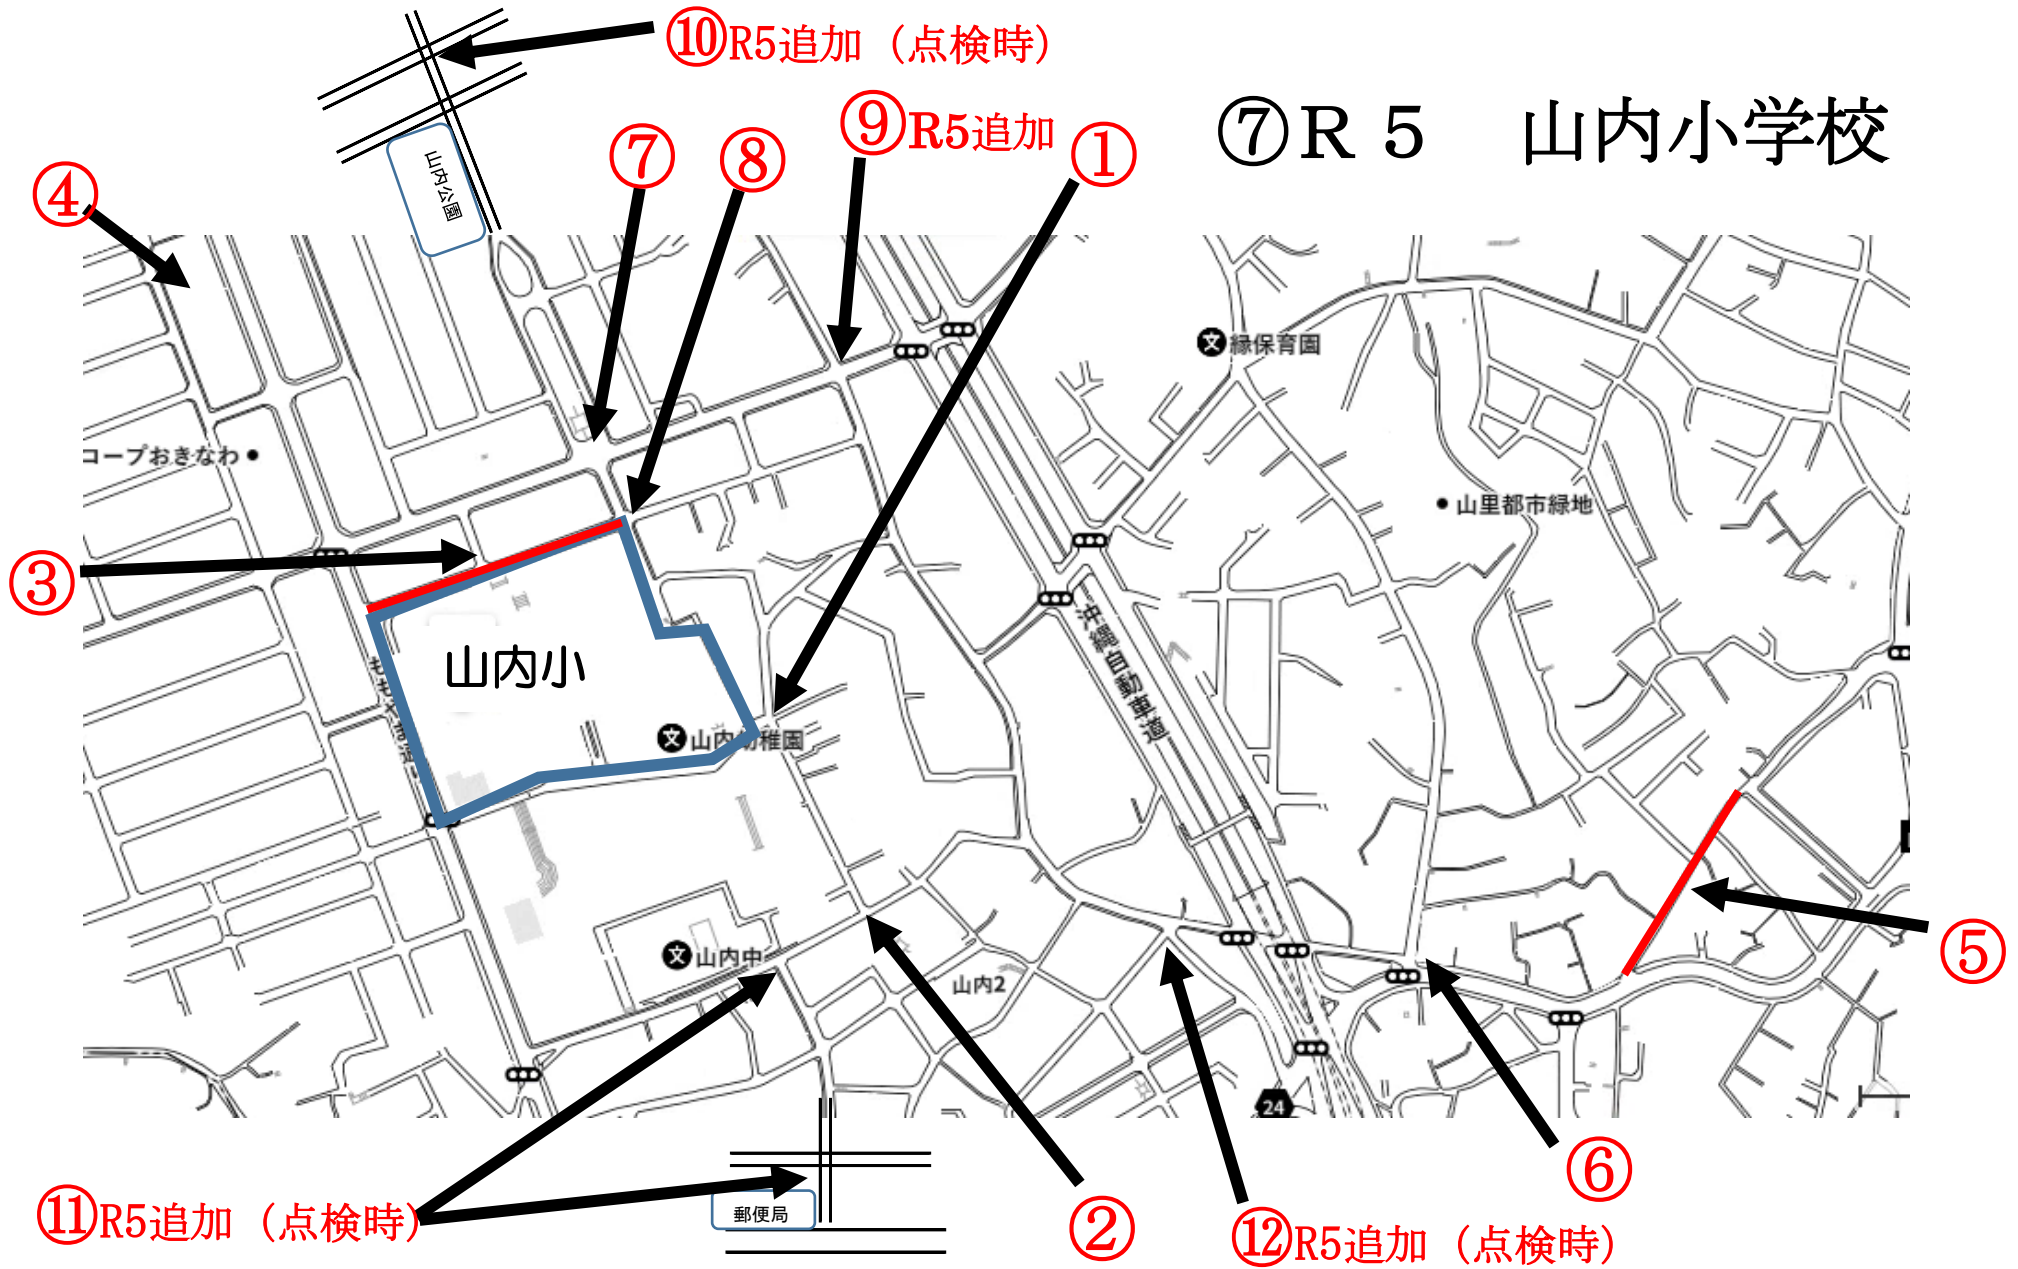 ⑩R5追加（点検時）
⑨R5追加
①
⑦R５　山内小学校
⑦
⑧
④
山内公園
緑保育園
コープおきなわ
山里都市緑地
③
山内小
沖縄自動車道
山内幼稚園
山内中
山内2
⑤
24
⑥
⑪R5追加（点検時）
郵便局
②
⑫R5追加（点検時）